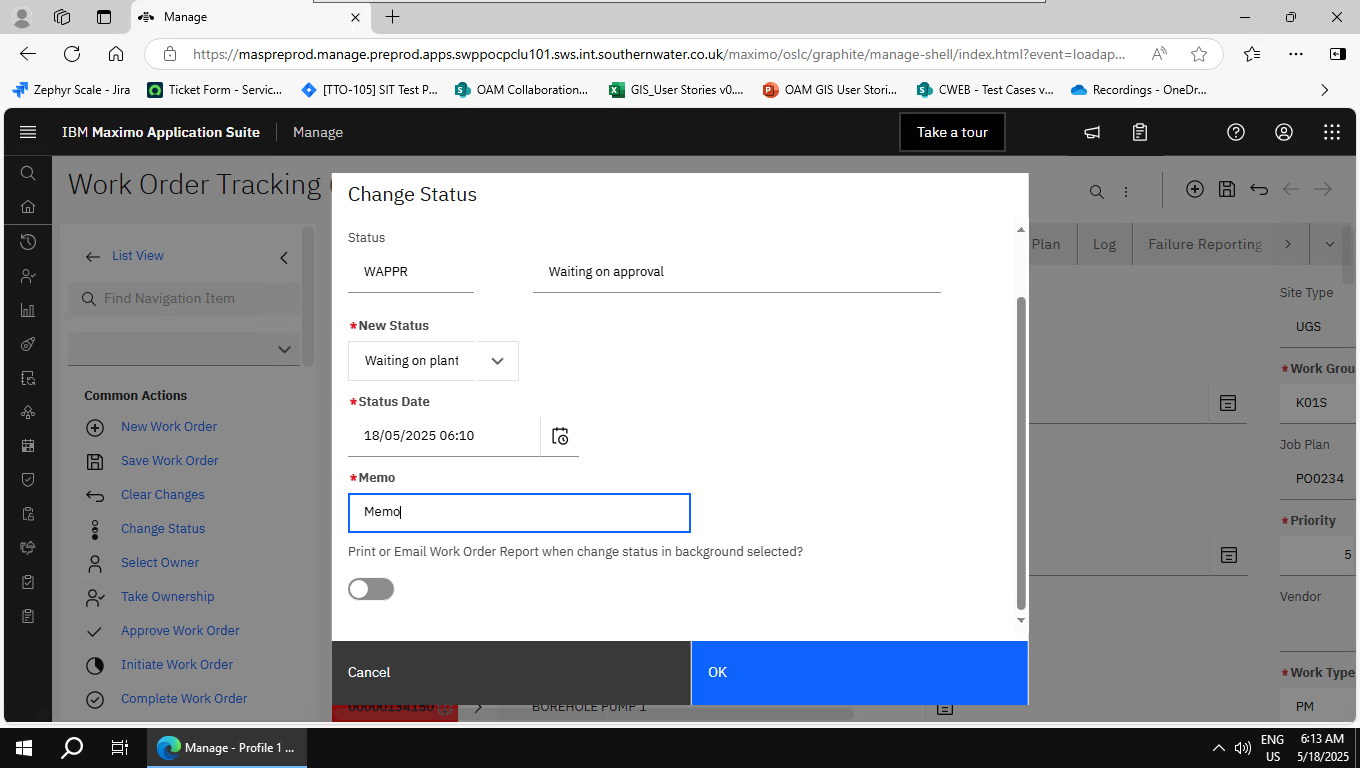 Manage
https://maspreprod.manage.preprod.apps.swppocpclu101.sws.int.southernwater.co.uk/maximo/oslc/graphite/manage-shell/index.html?event=loadap...
Zephyr Scale - Jira
Ticket Form - Servic...
[TTO-105] SIT Test P...
OAM Collaboration...
GIS_User Stories v0....
OAM GIS User Stori...
CWEB - Test Cases v...
Recordings - OneDr...
IBM Maximo Application Suite
Manage
Take a tour
Work Order Tracking
Change Status
List View
Find Navigation Item
Common Actions
New Work Order
Save Work Order
Clear Changes
Change Status
Select Owner
Take Ownership
Approve Work Order
Initiate Work Order
Complete Work Order
Status
WAPPR
Waiting on approval
*New Status
Waiting on plant
*Status Date
18/05/2025 06:10
*Memo
Memo
Print or Email Work Order Report when change status in background selected?
Cancel
OK
BOREHOLE PUMP 1
Plan
Log
Failure Reporting
Site Type
UGS
*Work Grou
K01S
Job Plan
PO0234
*Priority
5
Vendor
*Work Type
PM
Manage - Profile 1 ...
ENG
US
6:13 AM
5/18/2025